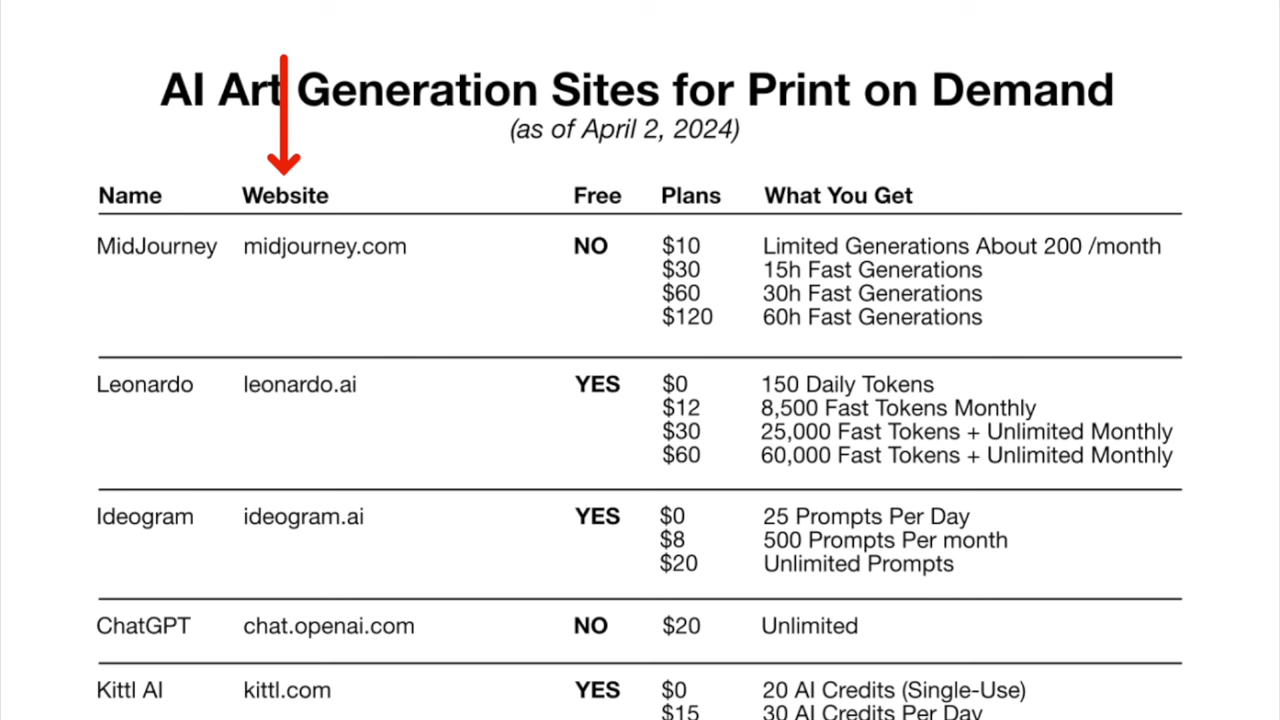 AI Art Generation Sites for Print on Demand
(as of April 2, 2024)
Name Website Free Plans What You Get
MidJourney midjourney.com NO $10 Limited Generations About 200 /month
$30 15h Fast Generations
$60 30h Fast Generations
$120 60h Fast Generations
Leonardo leonardo.ai YES $0 150 Daily Tokens
$12 8,500 Fast Tokens Monthly
$30 25,000 Fast Tokens + Unlimited Monthly
$60 60,000 Fast Tokens + Unlimited Monthly
Ideogram ideogram.ai YES $0 25 Prompts Per Day
$8 500 Prompts Per month
$20 Unlimited Prompts
ChatGPT chat.openai.com NO $20 Unlimited
Kittl AI kittl.com YES $0 20 AI Credits (Single-Use)
$15 30 AI Credits Per Day